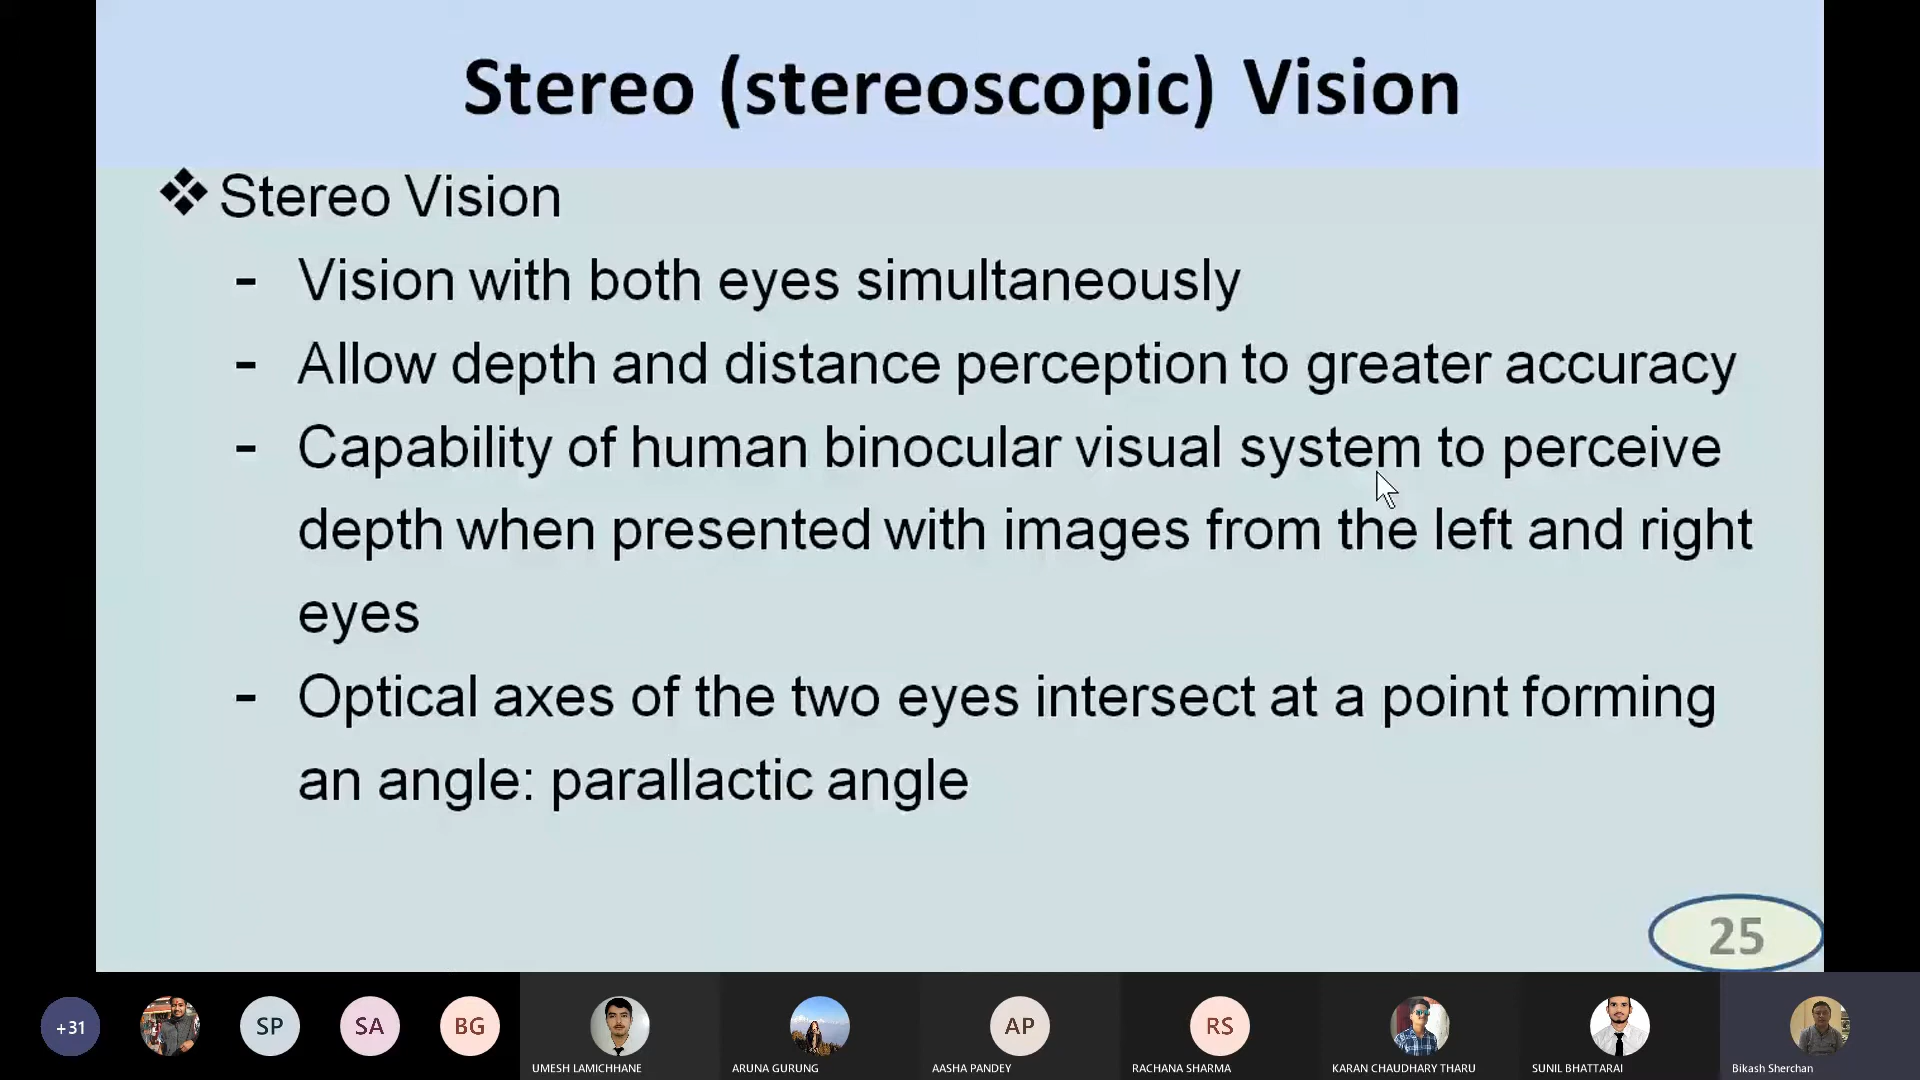 Stereo (stereoscopic) Vision
❖ Stereo Vision
- Vision with both eyes simultaneously
- Allow depth and distance perception to greater accuracy
- Capability of human binocular visual system to perceive
depth when presented with images from the left and right
eyes
- Optical axes of the two eyes intersect at a point forming
an angle: parallactic angle
25
+31
SP
SA
BG
AP
RS
UMESH LAMICHHANE
ARUNA GURUNG
AASHA PANDEY
RACHANA SHARMA
KARAN CHAUDHARY THARU
SUNIL BHATTARAI
Bikash Sherchan